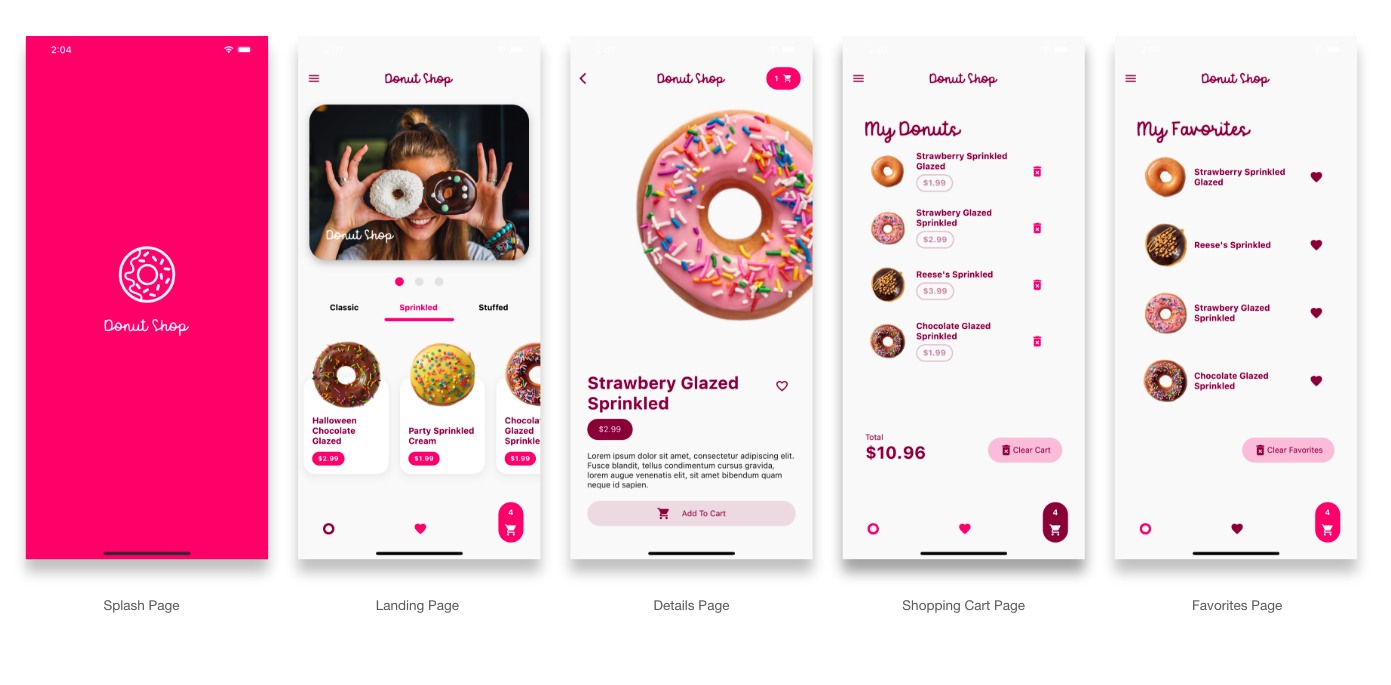 2:04
Donut Shop
Splash Page
Donut Shop
Donut Shop
Classic
Sprinkled
Stuffed
Halloween
Chocolate
Glazed
$2.99
Party Sprinkled
Cream
$1.99
Glazed
$1.99
4
Landing Page
Donut Shop
1
Strawbery Glazed
Sprinkled
$2.99
Lorem ipsum dolor sit amet, consectetur adipiscing elit.
Fusce blandit, tellus condimentum cursus gravida,
lorem augue venenatis elit, sit amet bibendum quam
neque id sapien.
Add To Cart
Details Page
Donut Shop
My Donuts
Strawberry Sprinkled
Glazed
$1.99
Strawbery Glazed
Sprinkled
$2.99
Reese's Sprinkled
$3.99
Chocolate Glazed
Sprinkled
$1.99
Total
$10.96
Clear Cart
4
Shopping Cart Page
Donut Shop
My Favorites
Strawberry Sprinkled
Glazed
Reese's Sprinkled
Strawbery Glazed
Sprinkled
Chocolate Glazed
Sprinkled
Clear Favorites
4
Favorites Page